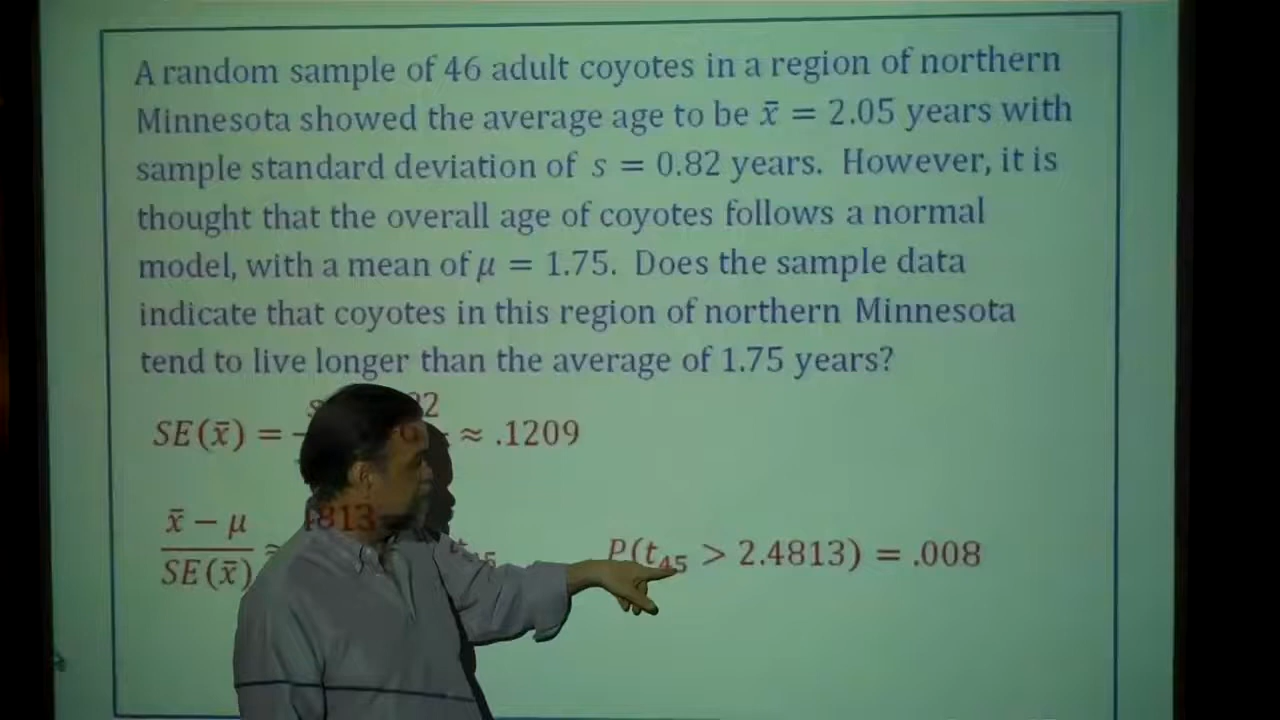 A random sample of 46 adult coyotes in a region of northern
Minnesota showed the average age to be x̄ = 2.05 years with
sample standard deviation of s = 0.82 years. However, it is
thought that the overall age of coyotes follows a normal
model, with a mean of μ = 1.75. Does the sample data
indicate that coyotes in this region of northern Minnesota
tend to live longer than the average of 1.75 years?
SE(x̄) = ≈ .1209
x̄ − μ
SE(x̄)
P(t₄₅ > 2.4813) = .008